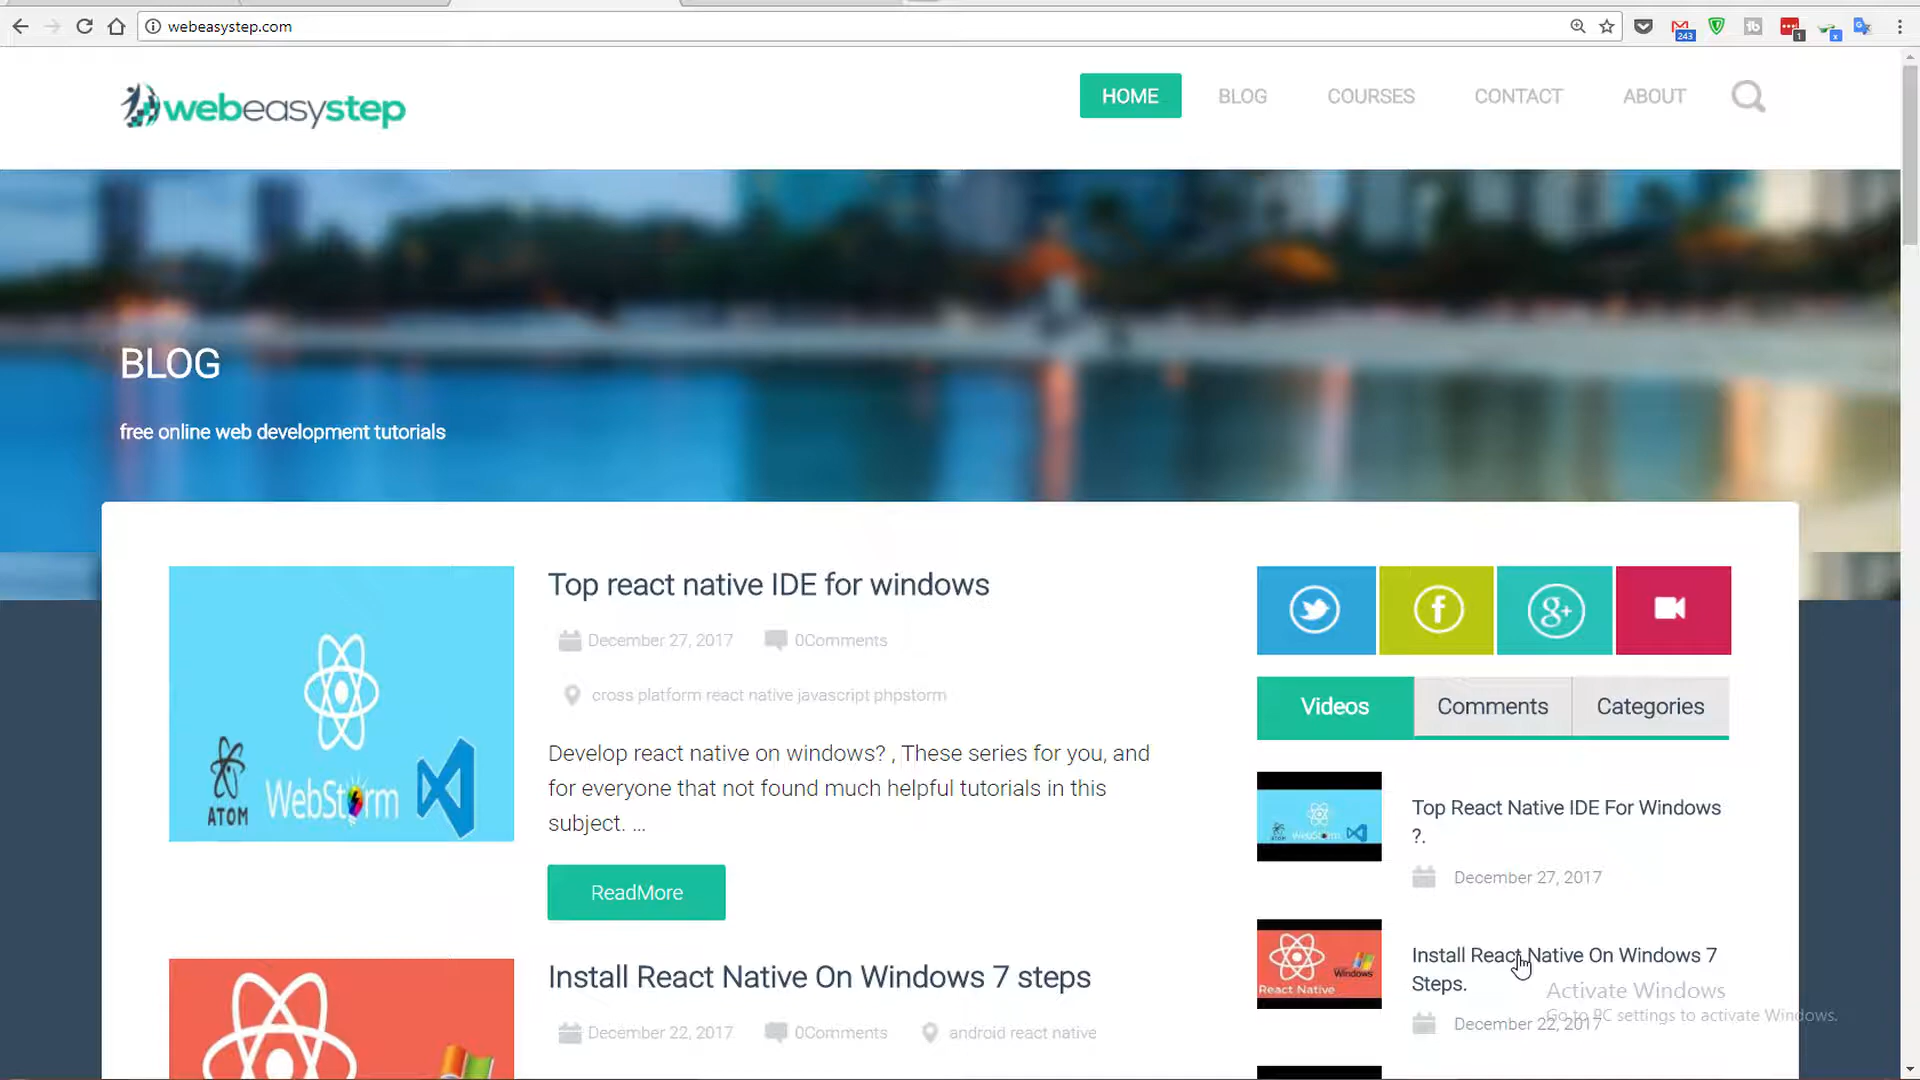 webeasystep.com
243
1
x
webeasystep
HOME
BLOG
COURSES
CONTACT
ABOUT
BLOG
free online web development tutorials
Top react native IDE for windows
December 27, 2017
0Comments
cross platform react native javascript phpstorm
Develop react native on windows? , These series for you, and
for everyone that not found much helpful tutorials in this
subject. ...
ReadMore
ATOM
WebStorm
Install React Native On Windows 7 steps
December 22, 2017
0Comments
android react native
Videos
Comments
Categories
Top React Native IDE For Windows
?.
December 27, 2017
React Native
Windows
Install React Native On Windows 7
Steps.
December 22, 2017
Activate Windows
Go to PC settings to activate Windows.